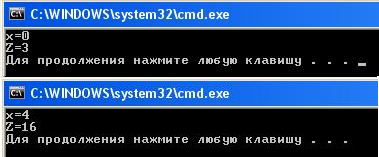 C:\WINDOWS\system32\cmd.exe
x=0
Z=3
Для продолжения нажмите любую клавишу . . .
C:\WINDOWS\system32\cmd.exe
x=4
Z=16
Для продолжения нажмите любую клавишу . . .